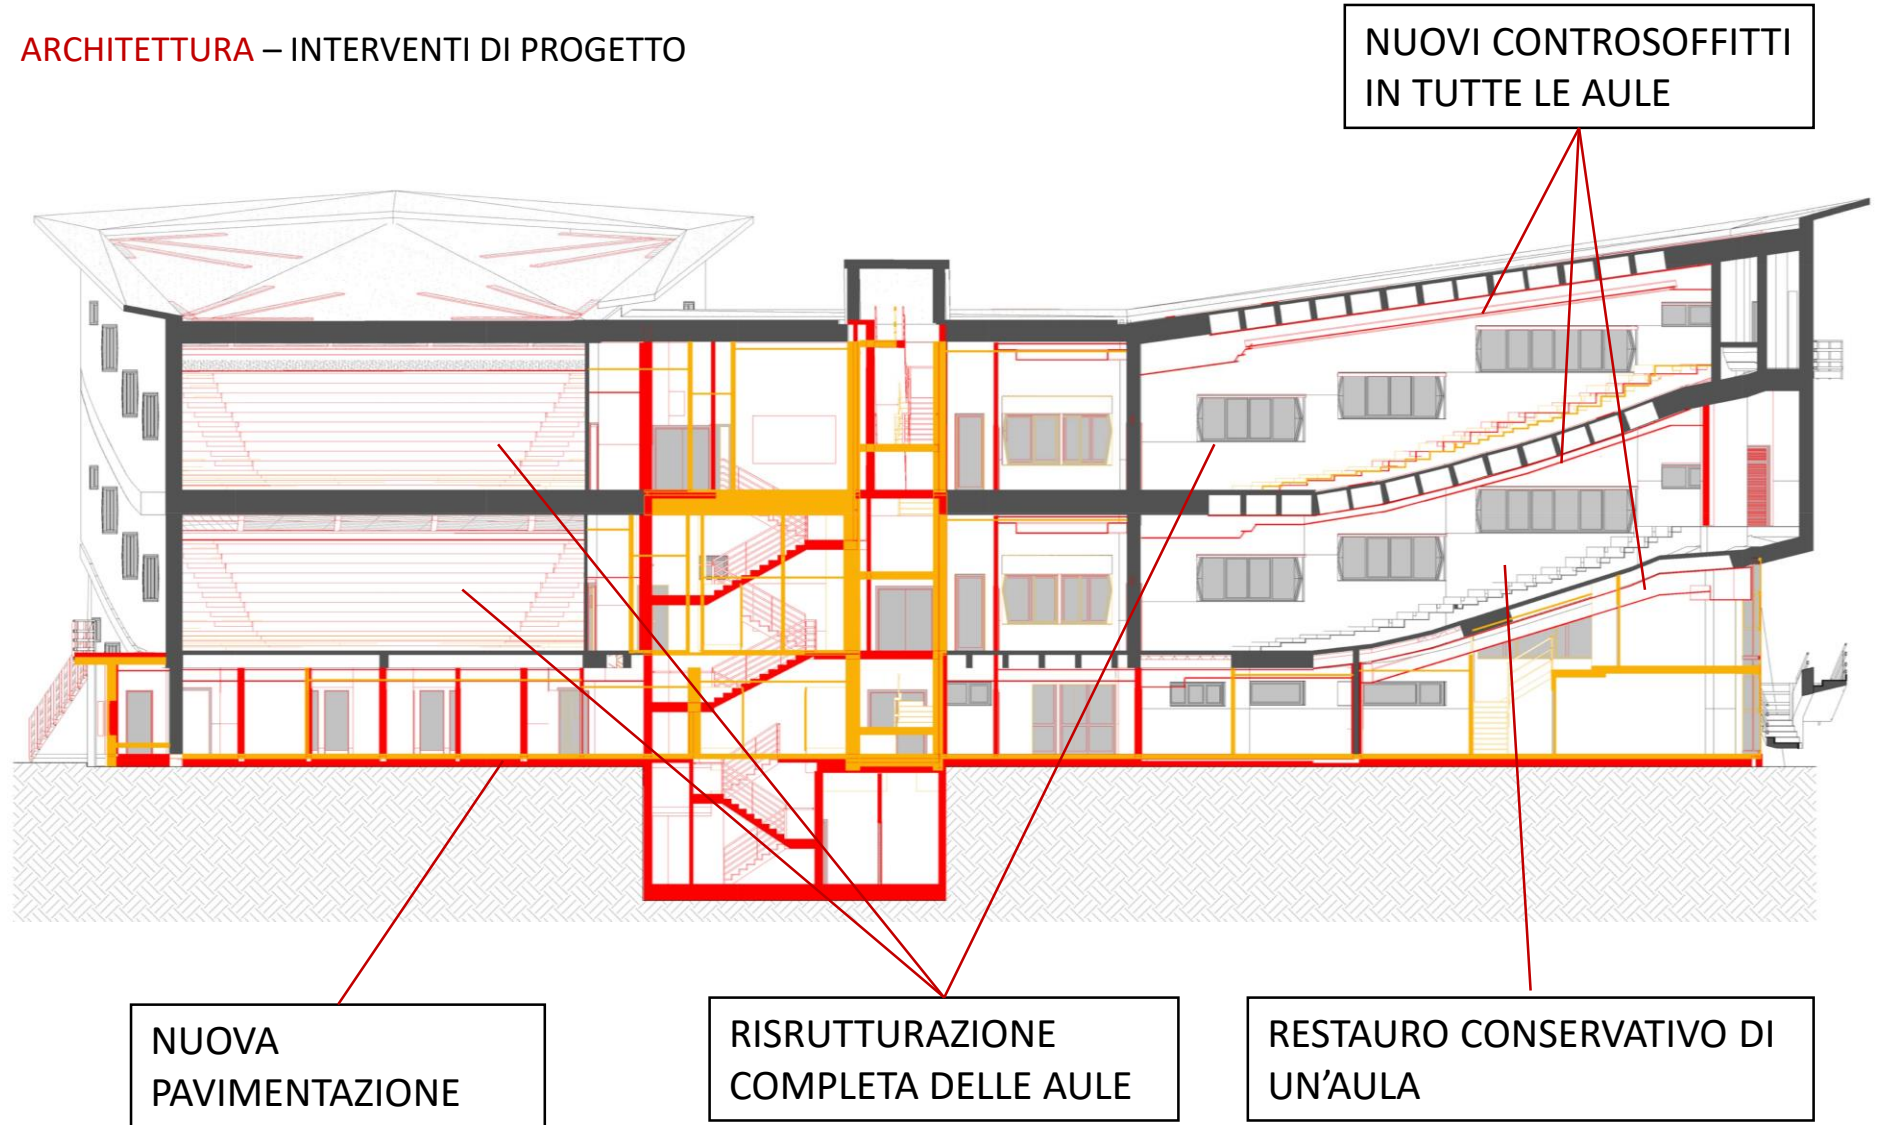 ARCHITETTURA – INTERVENTI DI PROGETTO
NUOVI CONTROSOFFITTI
IN TUTTE LE AULE
NUOVA
PAVIMENTAZIONE
RISRUTTURAZIONE
COMPLETA DELLE AULE
RESTAURO CONSERVATIVO DI
UN’AULA